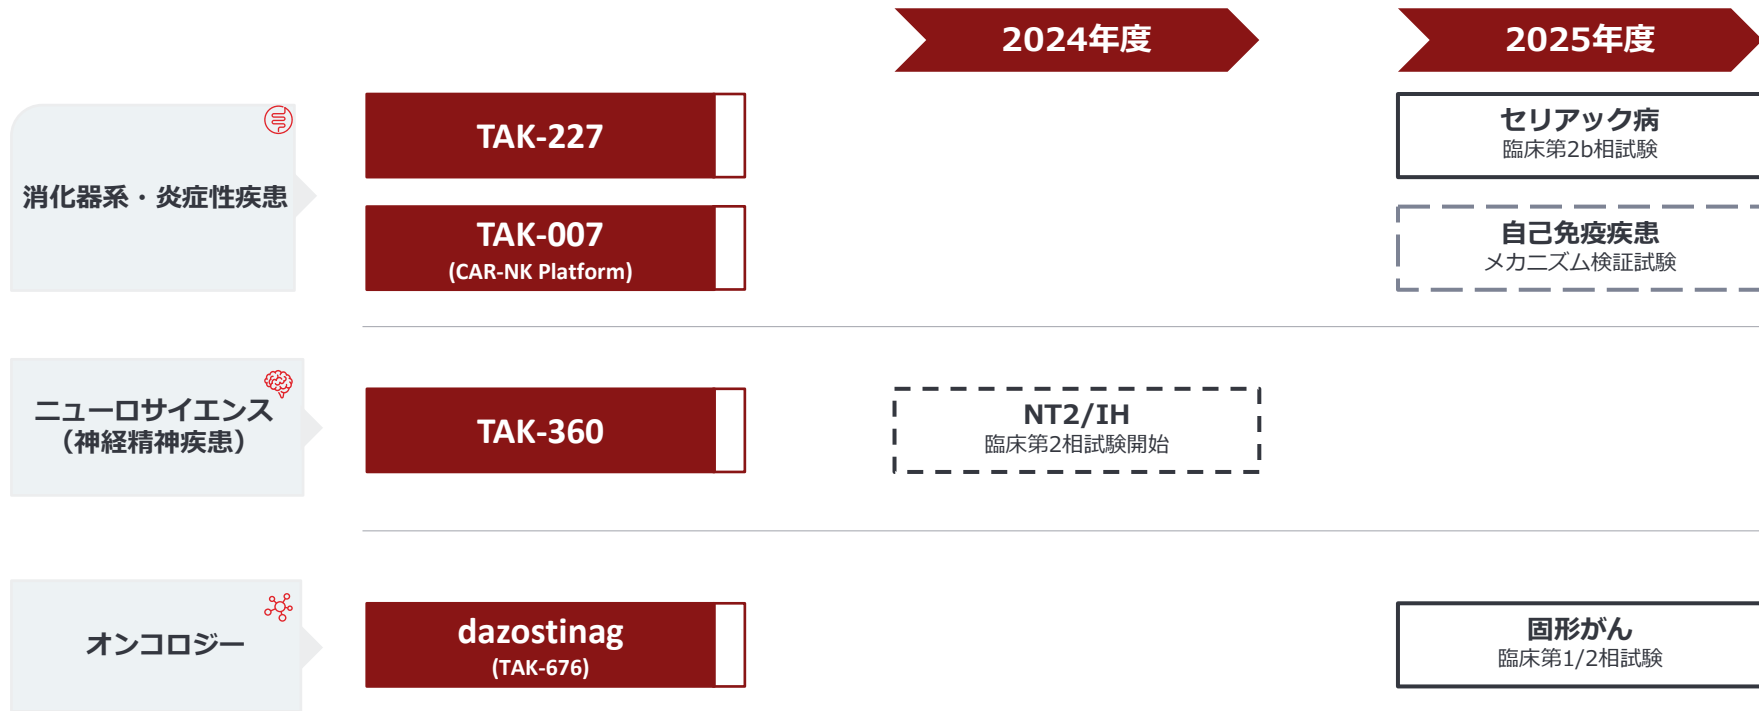 2024年度
2025年度
消化器系・炎症性疾患
TAK-227
セリアック病
臨床第2b相試験
TAK-007
(CAR-NK Platform)
自己免疫疾患
メカニズム検証試験
ニューロサイエンス
（神経精神疾患）
TAK-360
NT2/IH
臨床第2相試験開始
オンコロジー
dazostinag
(TAK-676)
固形がん
臨床第1/2相試験